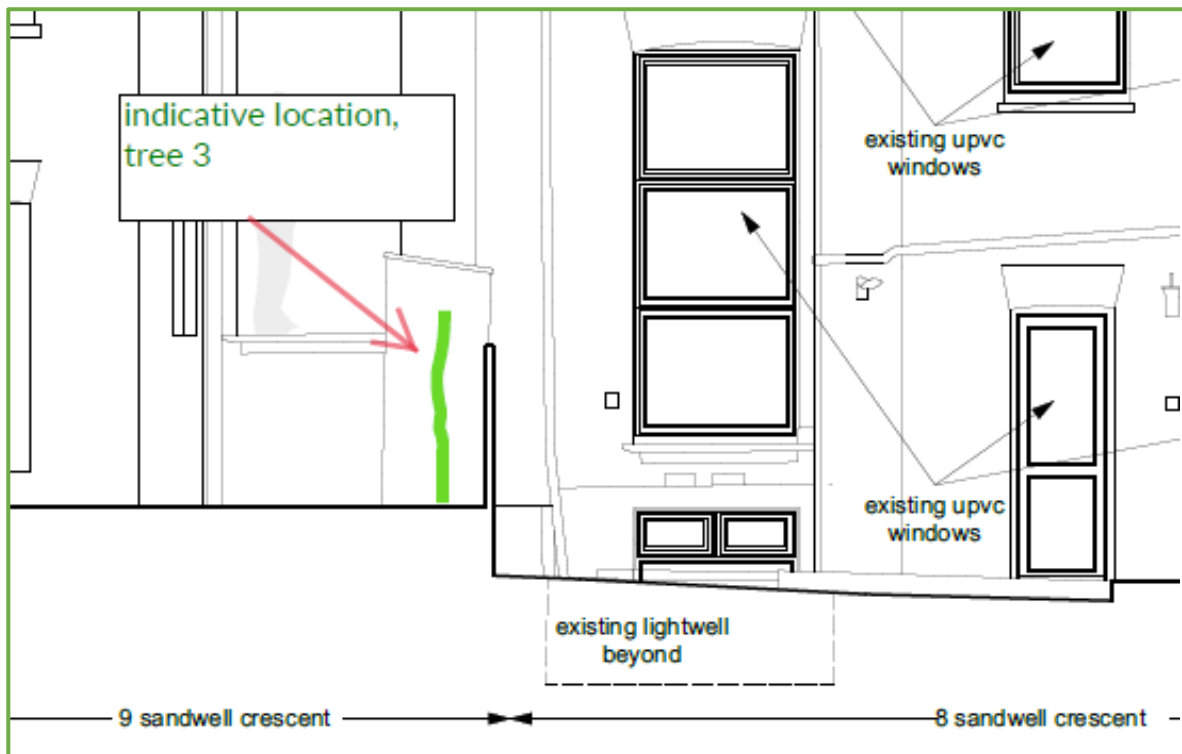 indicative location,
tree 3
existing upvc
windows
existing upvc
windows
existing lightwell
beyond
9 sandwell crescent
8 sandwell crescent